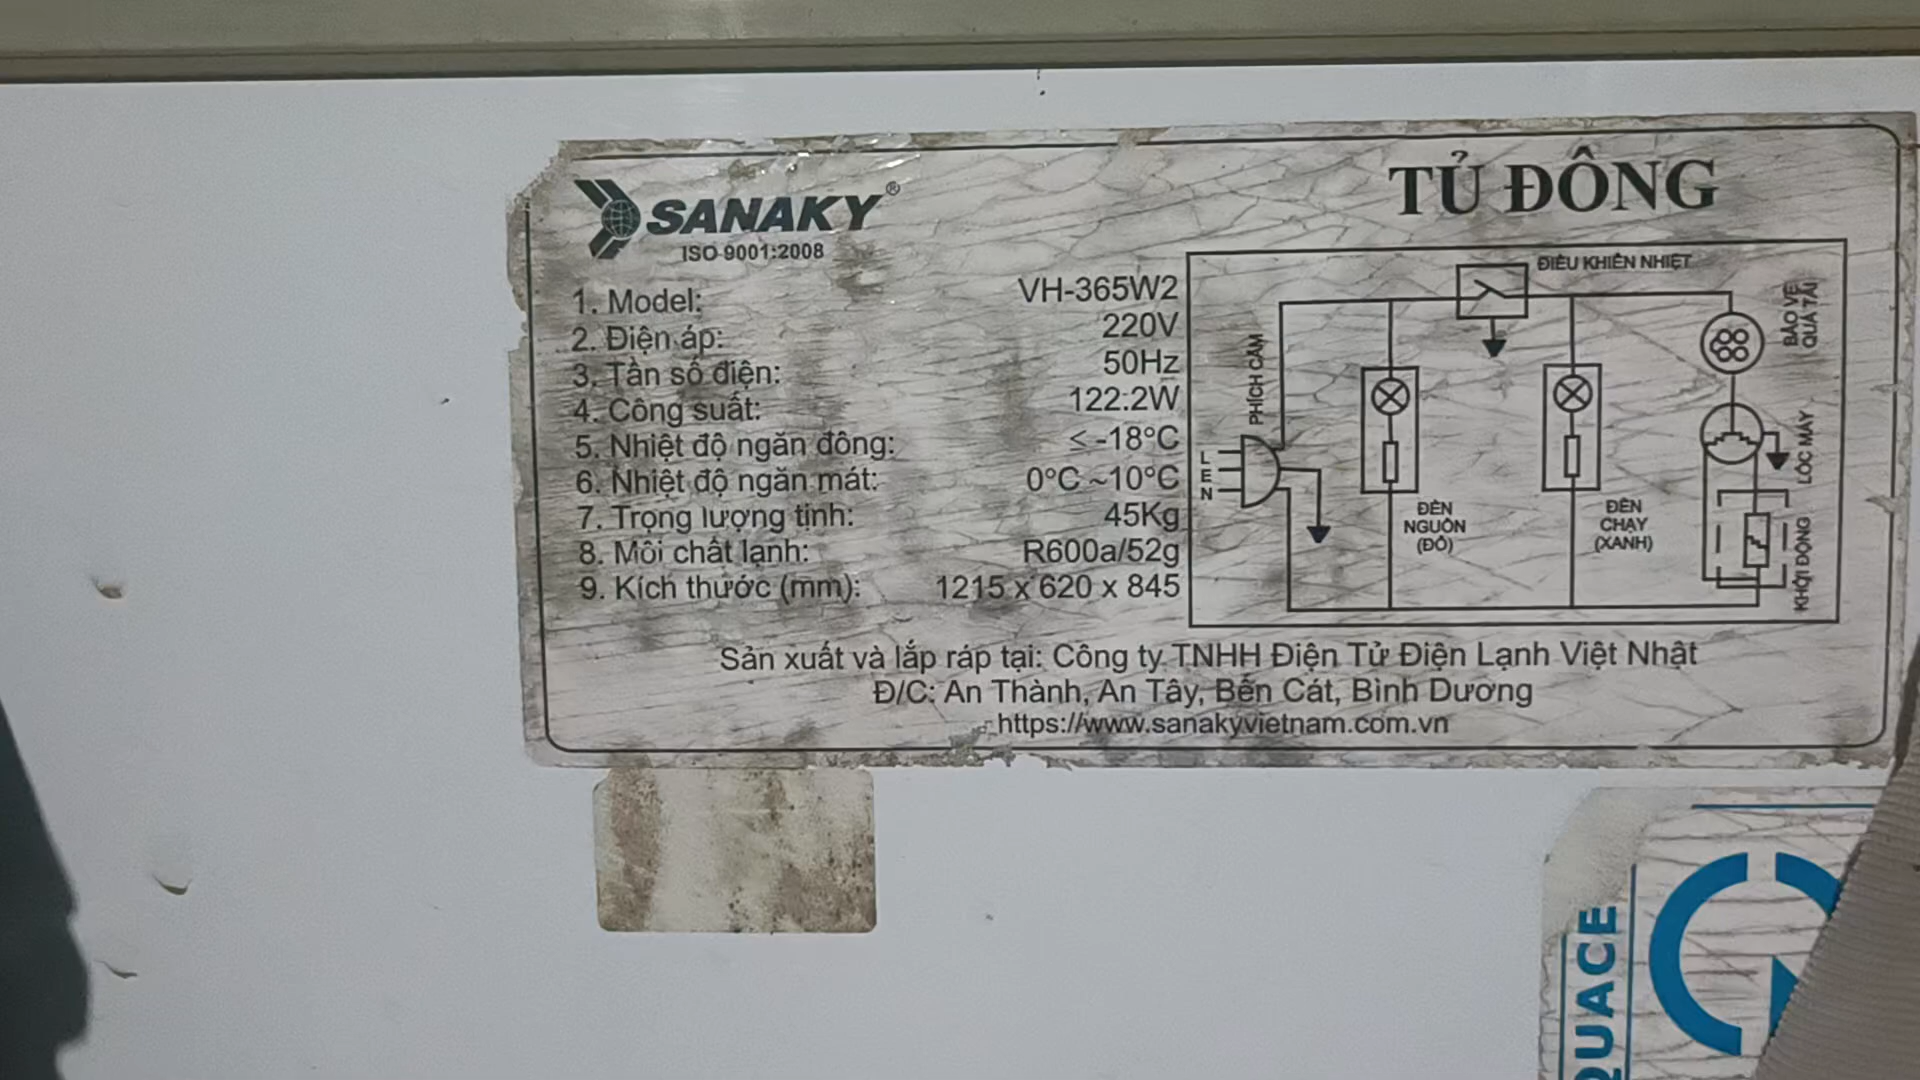 SANAKY®
ISO 9001:2008
TỦ ĐÔNG
1. Model: VH-365W2
2. Điện áp: 220V
3. Tần số điện: 50Hz
4. Công suất: 122.2W
5. Nhiệt độ ngăn đông: ≤ -18°C
6. Nhiệt độ ngăn mát: 0°C ~10°C
7. Trọng lượng tịnh: 45Kg
8. Môi chất lạnh: R600a/52g
9. Kích thước (mm): 1215 x 620 x 845
ĐIỀU KHIỂN NHIỆT
PHÍCH CẮM
L
E
N
ĐÈN
NGUỒN
(ĐỎ)
ĐÈN
CHẠY
(XANH)
BẢO VỆ
QUÁ TẢI
LỐC MÁY
KHỞI ĐỘNG
Sản xuất và lắp ráp tại: Công ty TNHH Điện Tử Điện Lạnh Việt Nhật
Đ/C: An Thành, An Tây, Bến Cát, Bình Dương
https://www.sanakyvietnam.com.vn
QUACE